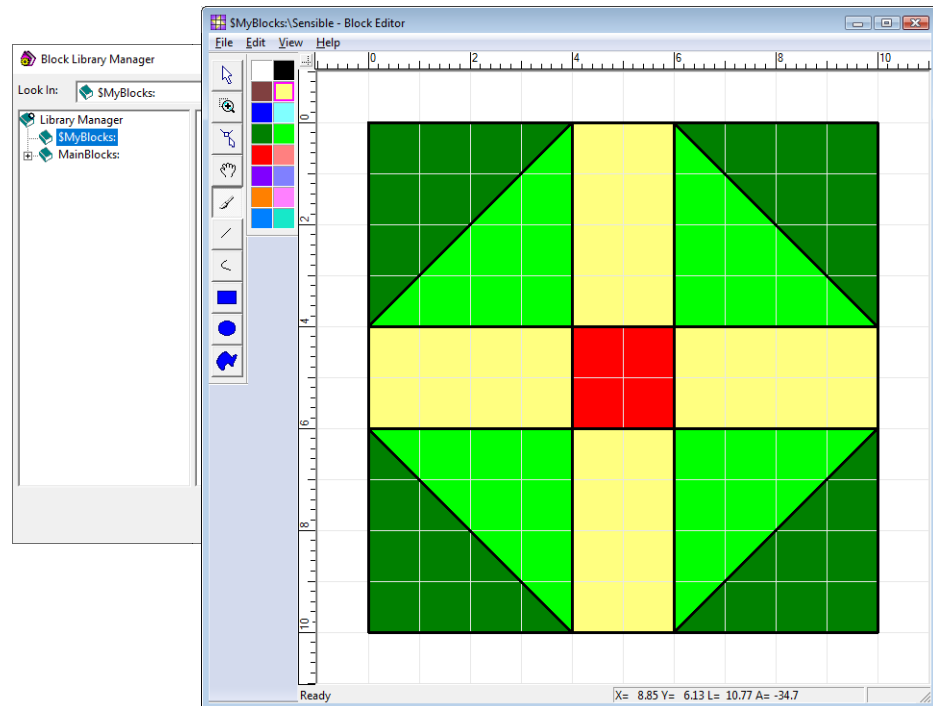 $MyBlocks:\Sensible - Block Editor
File Edit View Help
Block Library Manager
Look In: $MyBlocks:
Library Manager
$MyBlocks:
MainBlocks:
0 2 4 6 8 10
0
2
4
6
8
10
Ready X= 8.85 Y= 6.13 L= 10.77 A= -34.7